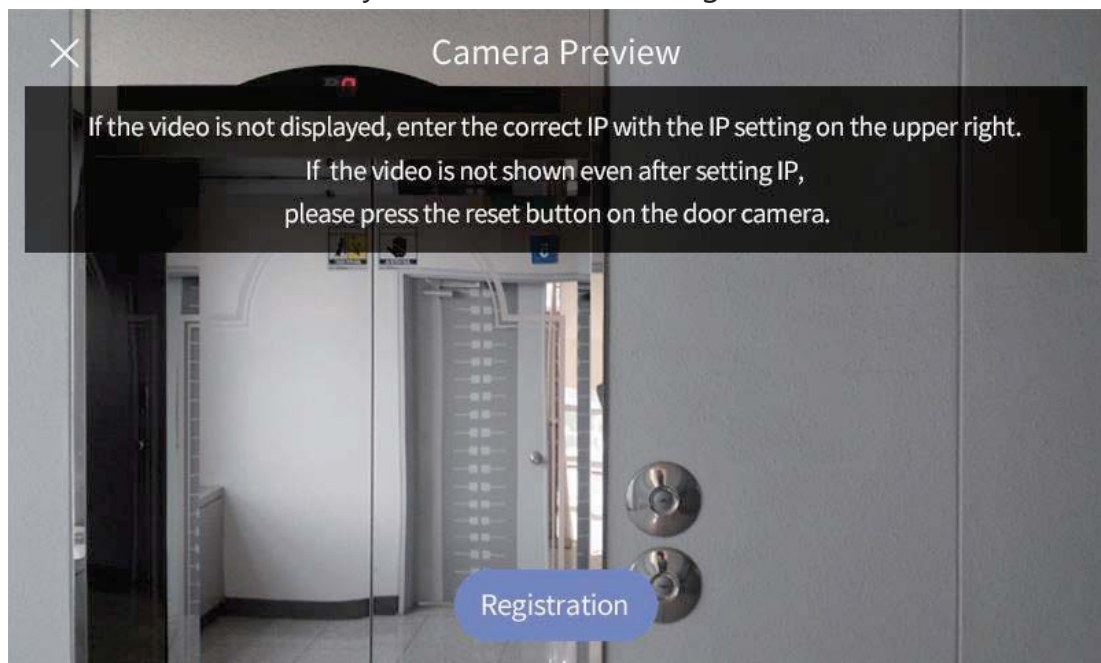 Camera Preview
If the video is not displayed, enter the correct IP with the IP setting on the upper right.
If the video is not shown even after setting IP,
please press the reset button on the door camera.
Registration